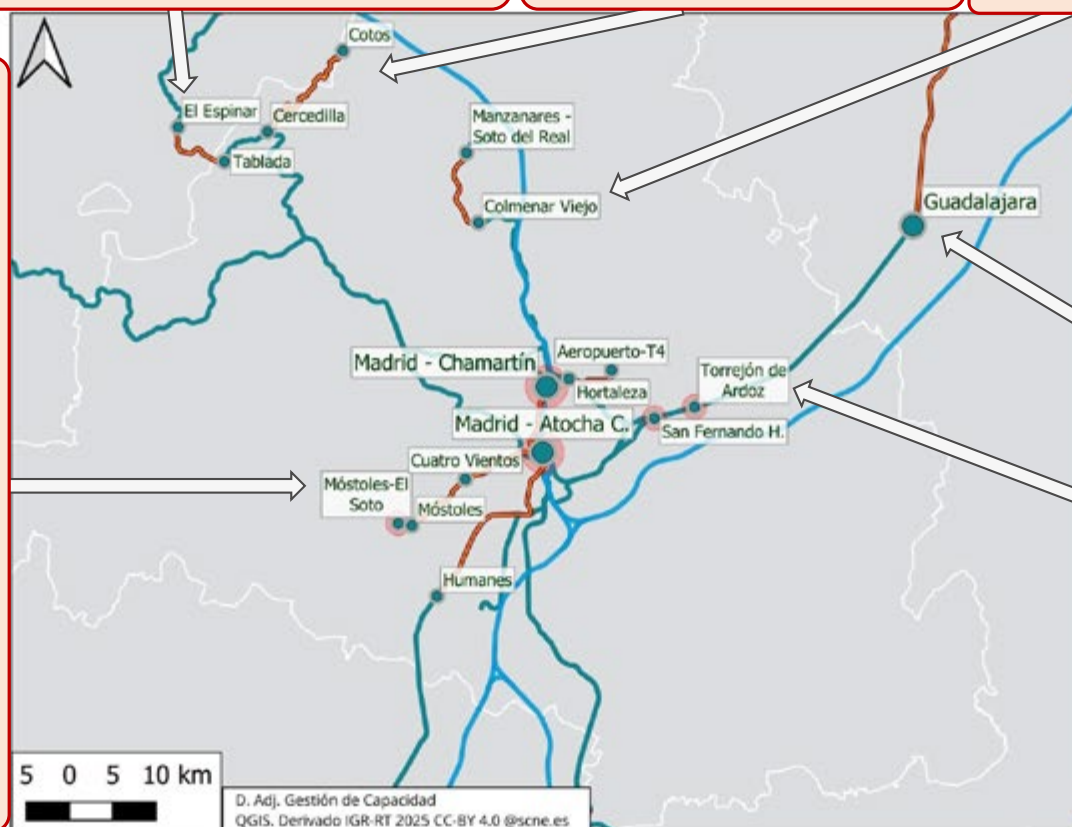 Cotos
El Espinar
Cercedilla
Manzanares -
Soto del Real
Tablada
Colmenar Viejo
Guadalajara
Madrid - Chamartín
Aeropuerto-T4
Hortaleza
Torrejón de
Ardoz
Madrid - Atocha C.
San Fernando H.
Cuatro Vientos
Móstoles-El
Soto
Móstoles
Humanes
5 0 5 10 km
D. Adj. Gestión de Capacidad
QGIS. Derivado IGR-RT 2025 CC-BY 4.0 @scne.es